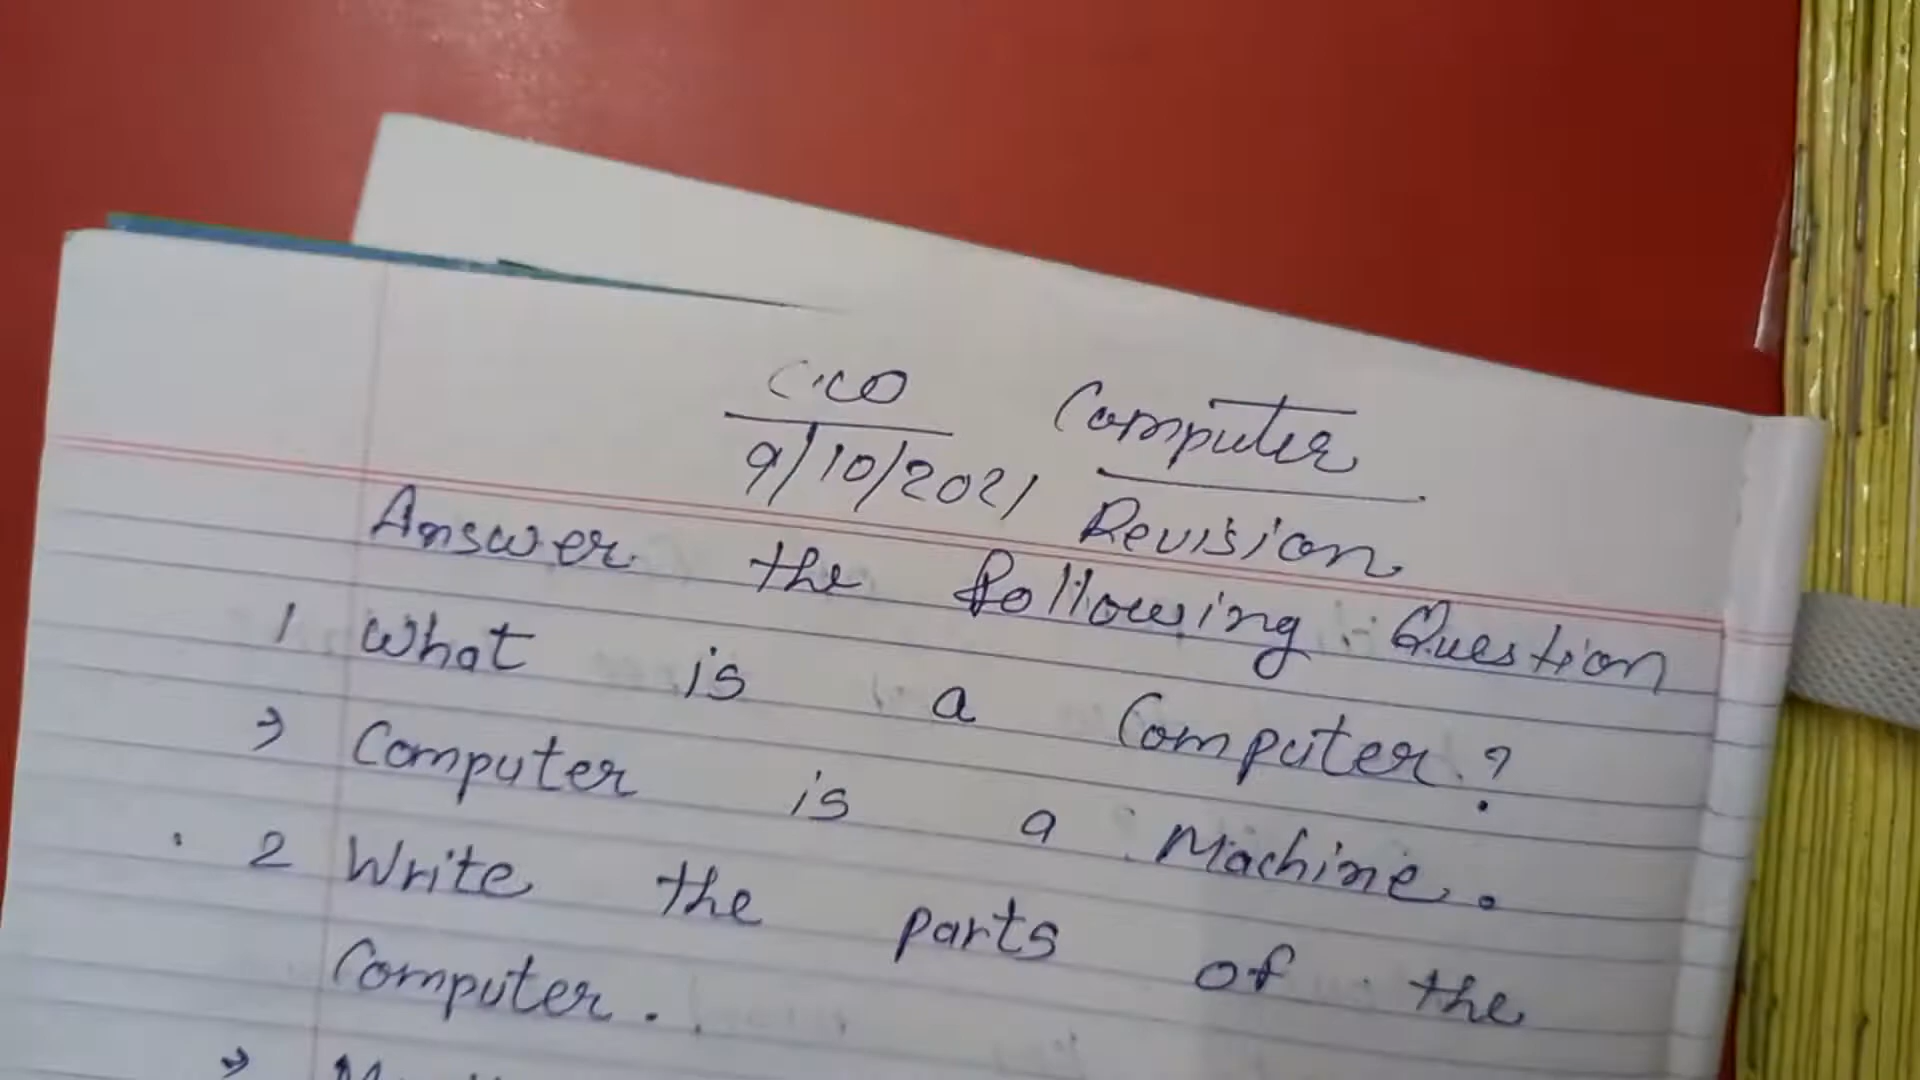 C.W Computer
9/10/2021 Revision
Answer the following Question
1 What is a Computer?
→ Computer is a Machine.
2 Write the parts of the
Computer.
→